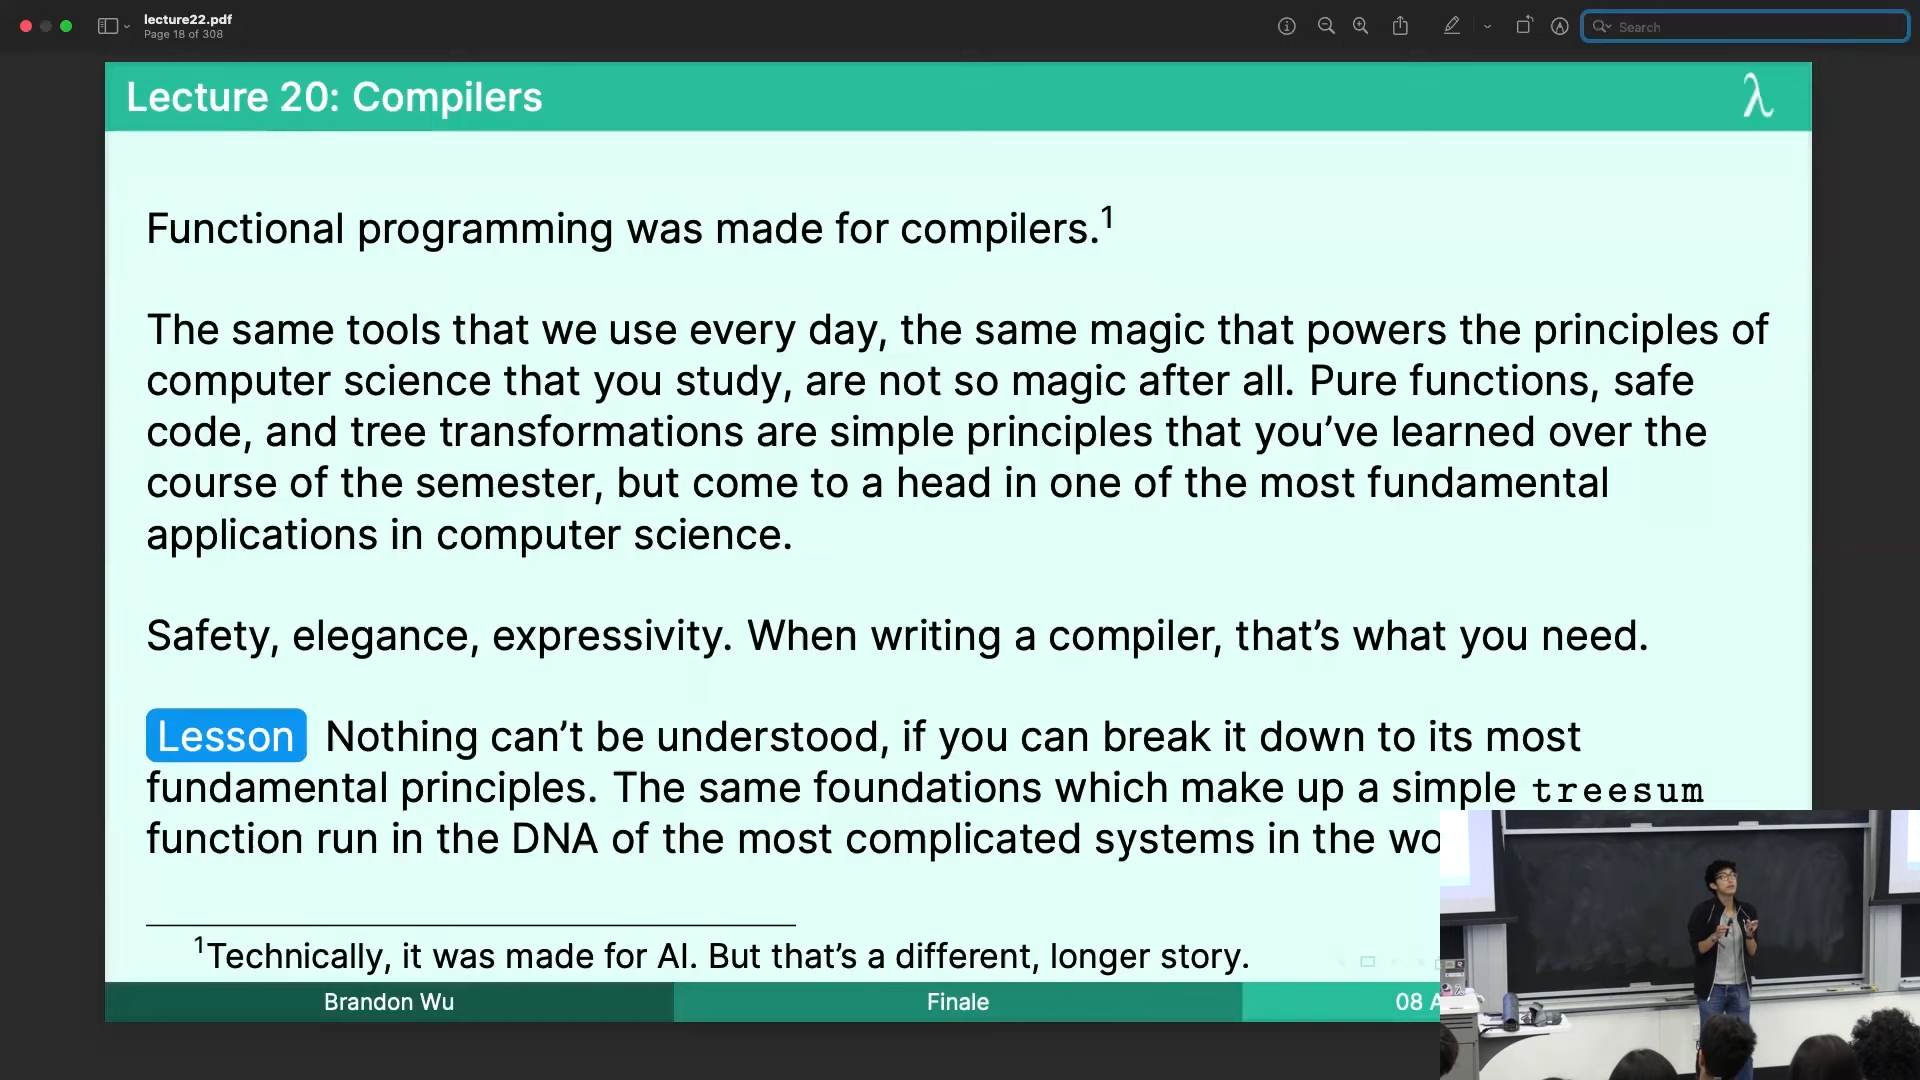 lecture22.pdf
Page 18 of 308
Search
Lecture 20: Compilers
λ
Functional programming was made for compilers.¹
The same tools that we use every day, the same magic that powers the principles of
computer science that you study, are not so magic after all. Pure functions, safe
code, and tree transformations are simple principles that you’ve learned over the
course of the semester, but come to a head in one of the most fundamental
applications in computer science.
Safety, elegance, expressivity. When writing a compiler, that’s what you need.
Lesson Nothing can’t be understood, if you can break it down to its most
fundamental principles. The same foundations which make up a simple treesum
function run in the DNA of the most complicated systems in the
¹Technically, it was made for AI. But that’s a different, longer story.
Brandon Wu
Finale
08